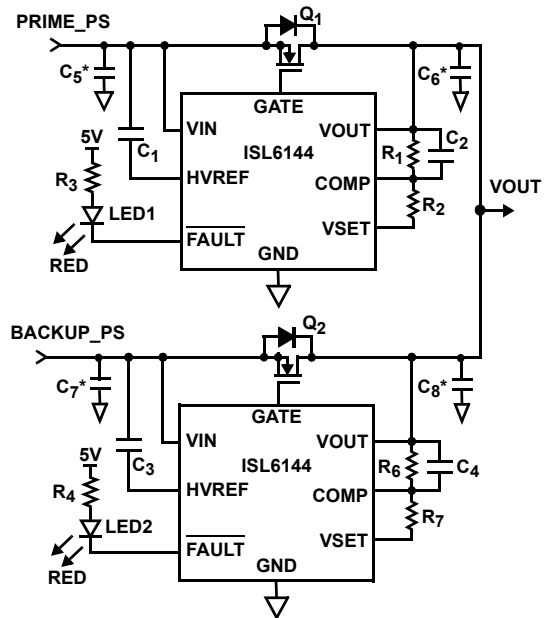 PRIME_PS
Q1
C5*
C6*
GATE
VIN
VOUT
C2
5V
C1
ISL6144
R1
R3
HVREF
COMP
VOUT
LED1
R2
VSET
FAULT
RED
GND
BACKUP_PS
Q2
C7*
C8*
GATE
VIN
VOUT
5V
C3
ISL6144
R6
C4
R4
HVREF
COMP
LED2
R7
VSET
FAULT
RED
GND